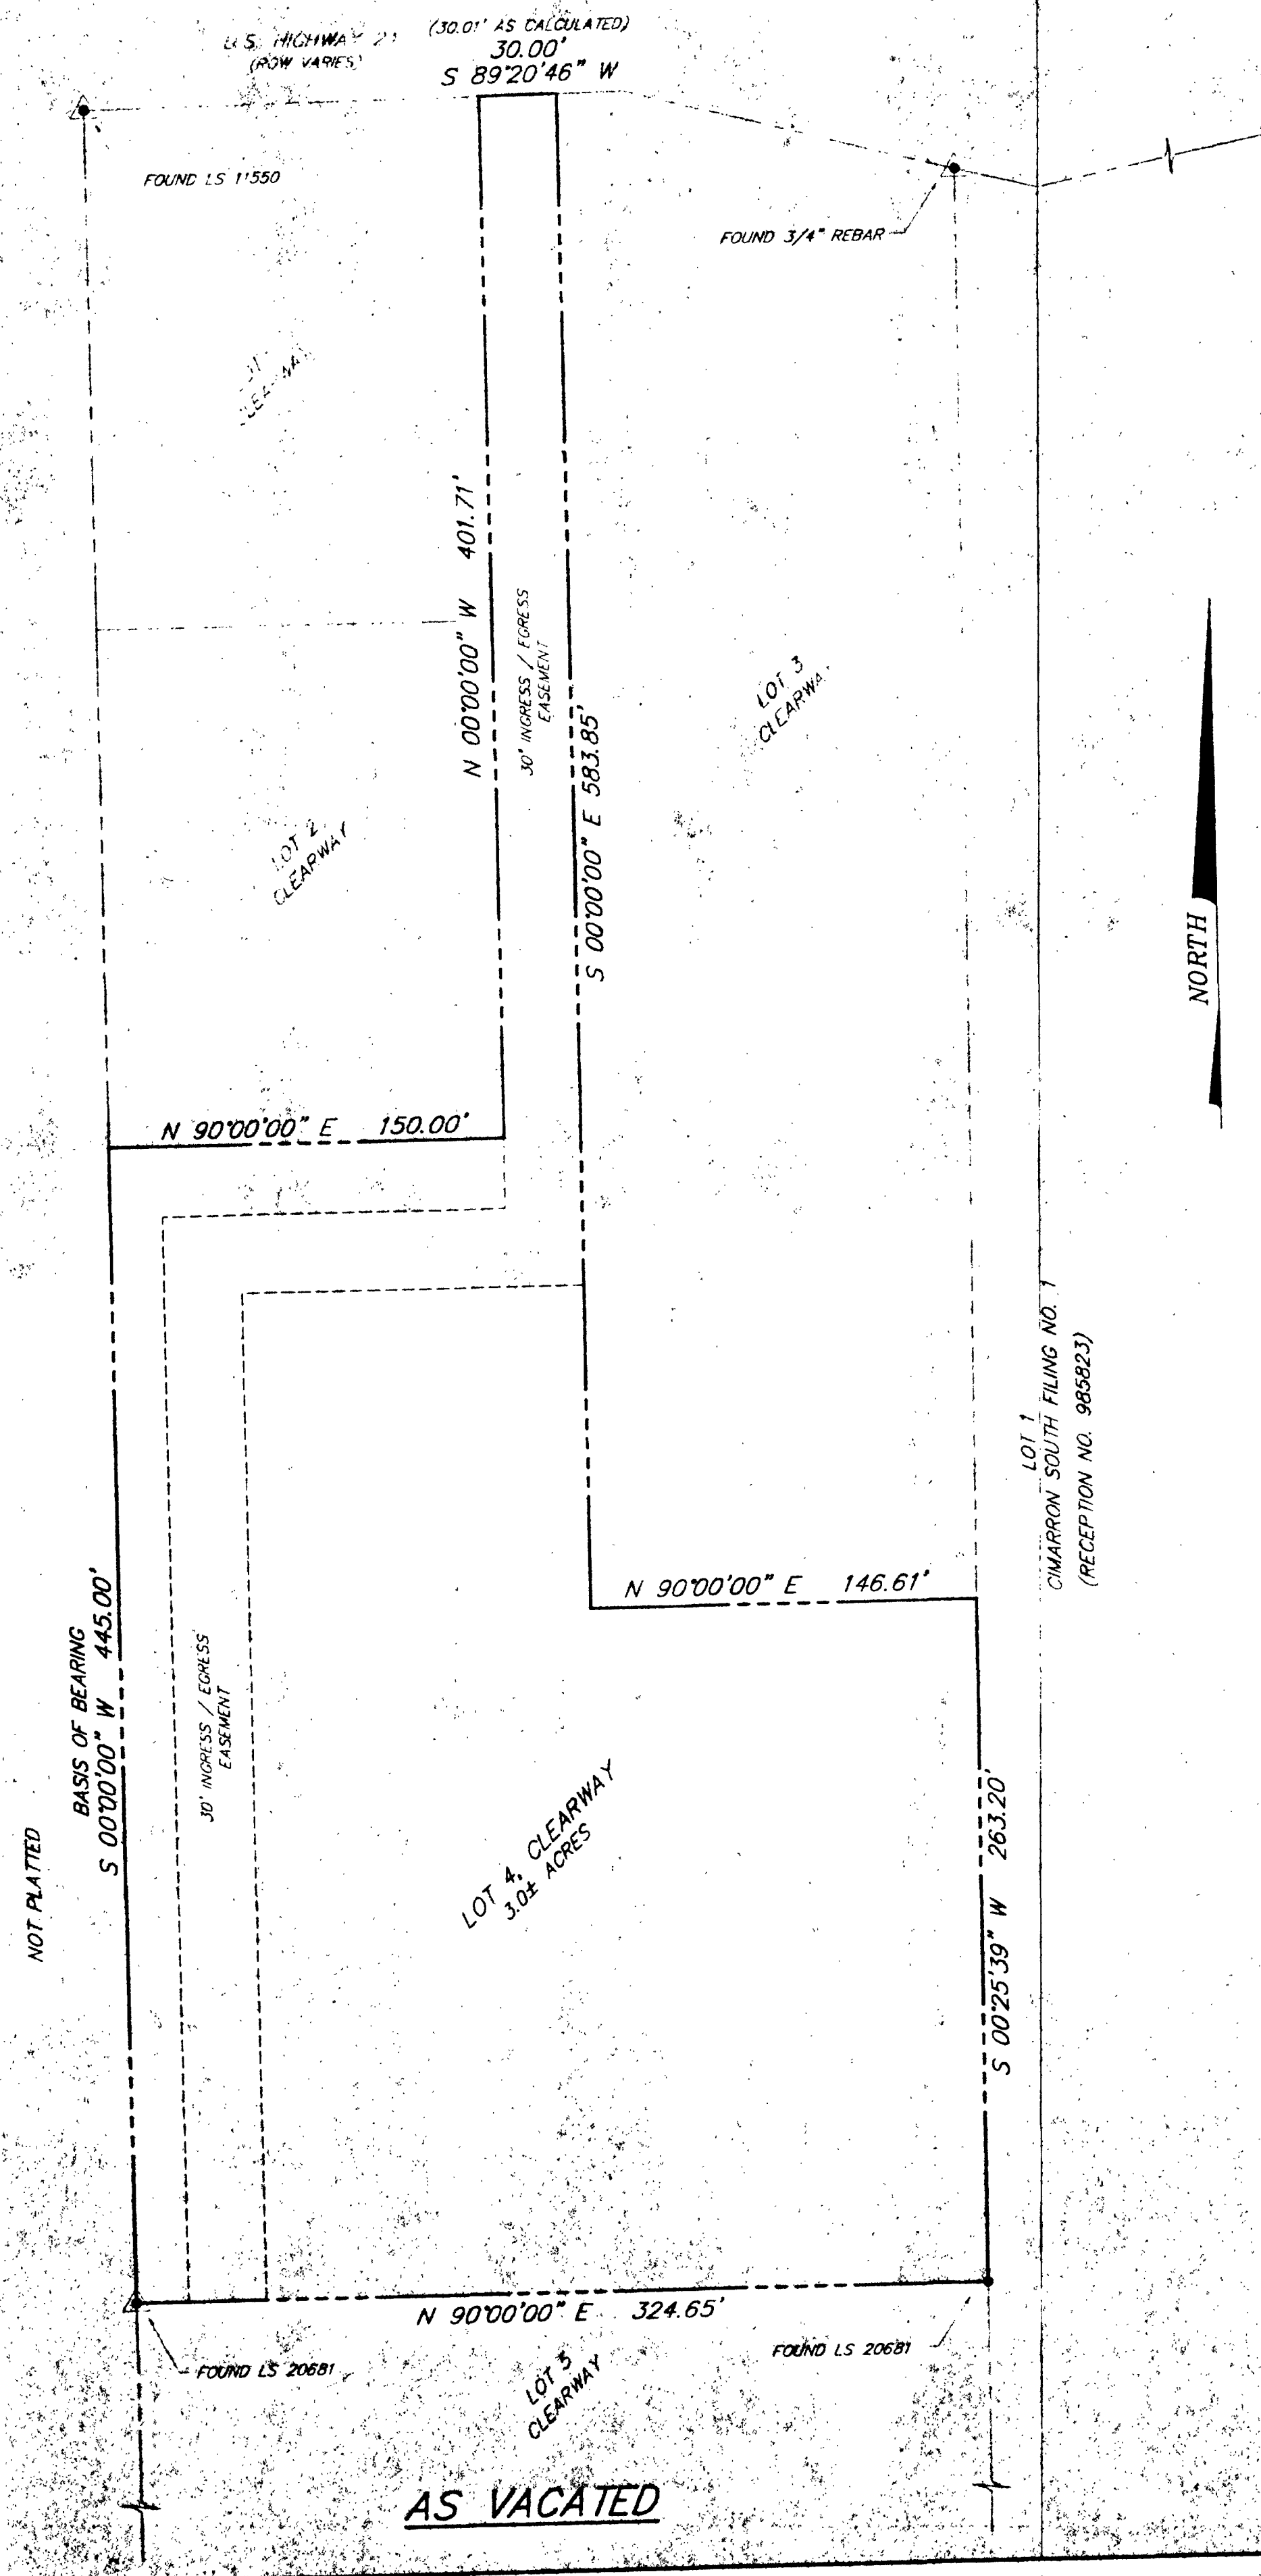 (30.01' AS CALCULATED)
U.S. HIGHWAY
30.00'
(ROW VARIES)
S 89°20'46" W
FOUND LS 11550
FOUND 3/4" REBAR
N 00°00'00" W 401.71'
30' INGRESS / EGRESS
EASEMENT
S 00°00'00" E 583.85'
LOT 3
CLEARWAY
LOT 2
CLEARWAY
NORTH
N 90°00'00" E 150.00'
LOT 1
CIMARRON SOUTH FILING NO. 1
(RECEPTION NO. 985823)
N 90°00'00" E 146.61'
BASIS OF BEARING
S 00°00'00" W 445.00'
30' INGRESS / EGRESS
EASEMENT
NOT PLATTED
LOT 4, CLEARWAY
3.0± ACRES
S 00°25'39" W 263.20'
N 90°00'00" E 324.65'
FOUND LS 20681
FOUND LS 20681
LOT 5
CLEARWAY
AS VACATED